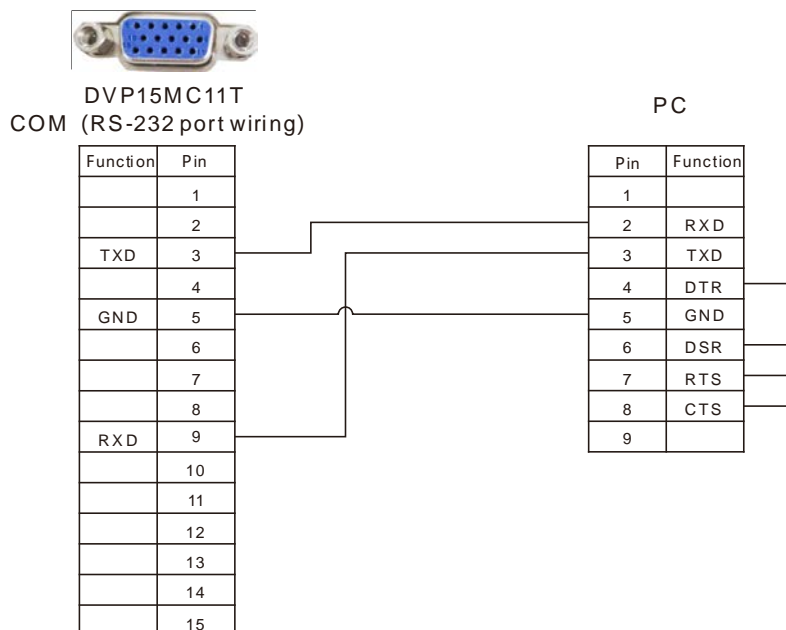 DVP15MC11T
COM (RS-232 port wiring)
PC
Function Pin
1
2
TXD 3
4
GND 5
6
7
8
RXD 9
10
11
12
13
14
15
Pin Function
1
2 RXD
3 TXD
4 DTR
5 GND
6 DSR
7 RTS
8 CTS
9